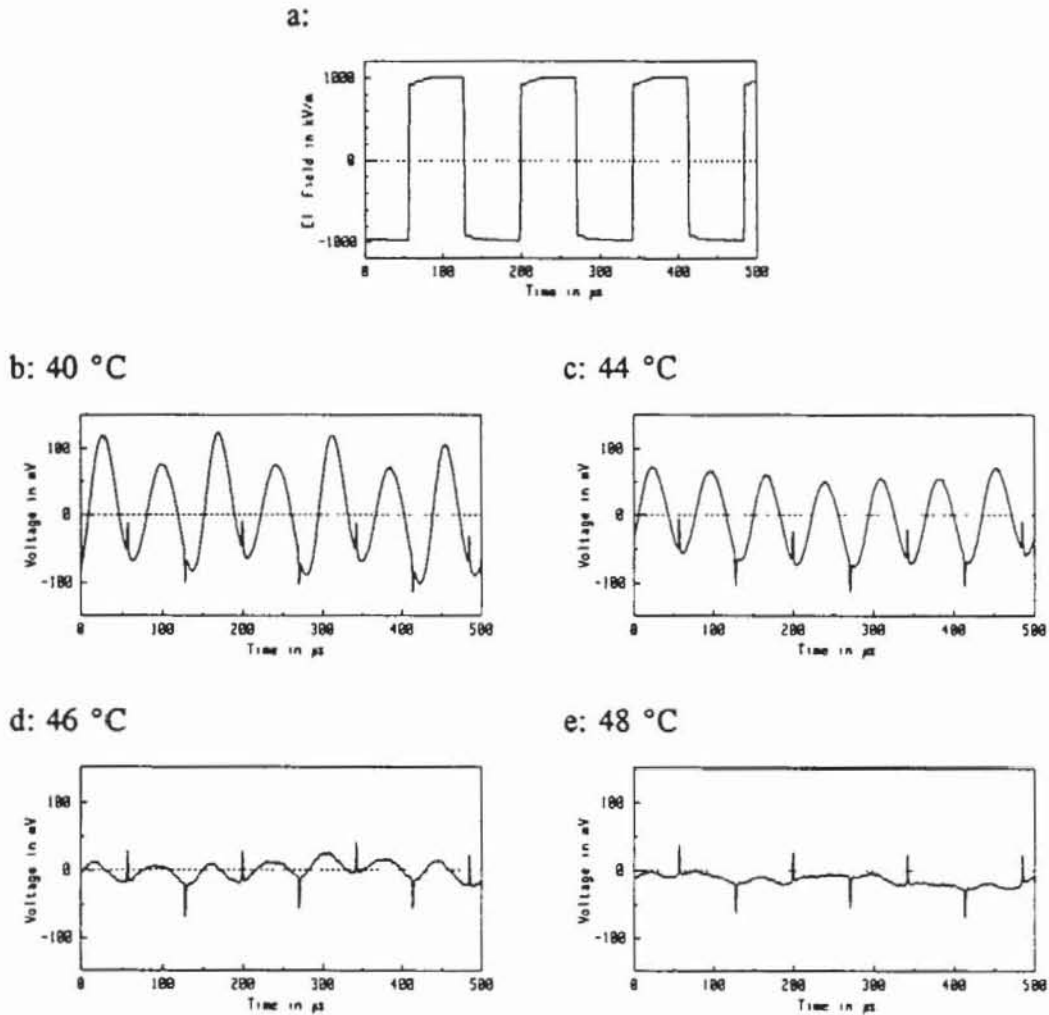 a:
El Field in kV/m
1000
0
-1000
0 100 200 300 400 500
Time in µs
b: 40 °C
Voltage in mV
100
0
-100
0 100 200 300 400 500
Time in µs
c: 44 °C
Voltage in mV
100
0
-100
0 100 200 300 400 500
Time in µs
d: 46 °C
Voltage in mV
100
0
-100
0 100 200 300 400 500
Time in µs
e: 48 °C
Voltage in mV
100
0
-100
0 100 200 300 400 500
Time in µs